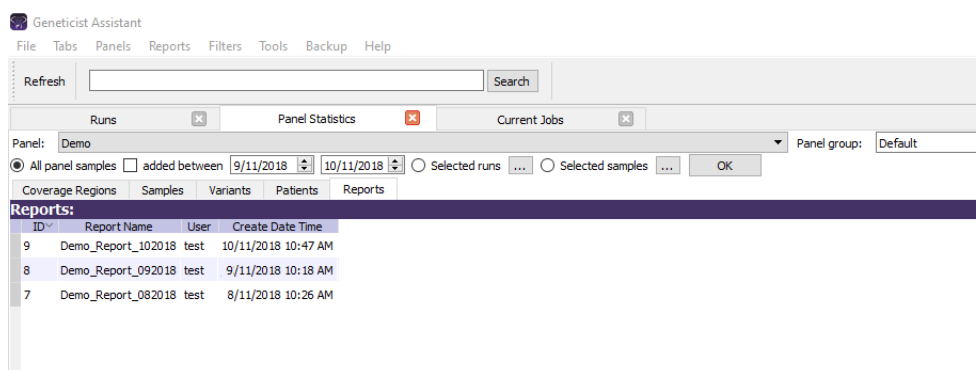 Geneticist Assistant
File Tabs Panels Reports Filters Tools Backup Help
Refresh Search
Runs Panel Statistics Current Jobs
Panel: Demo Panel group: Default
All panel samples added between 9/11/2018 10/11/2018 Selected runs ... Selected samples ... OK
Coverage Regions Samples Variants Patients Reports
Reports:
ID Report Name User Create Date Time
9 Demo_Report_102018 test 10/11/2018 10:47 AM
8 Demo_Report_092018 test 9/11/2018 10:18 AM
7 Demo_Report_082018 test 8/11/2018 10:26 AM